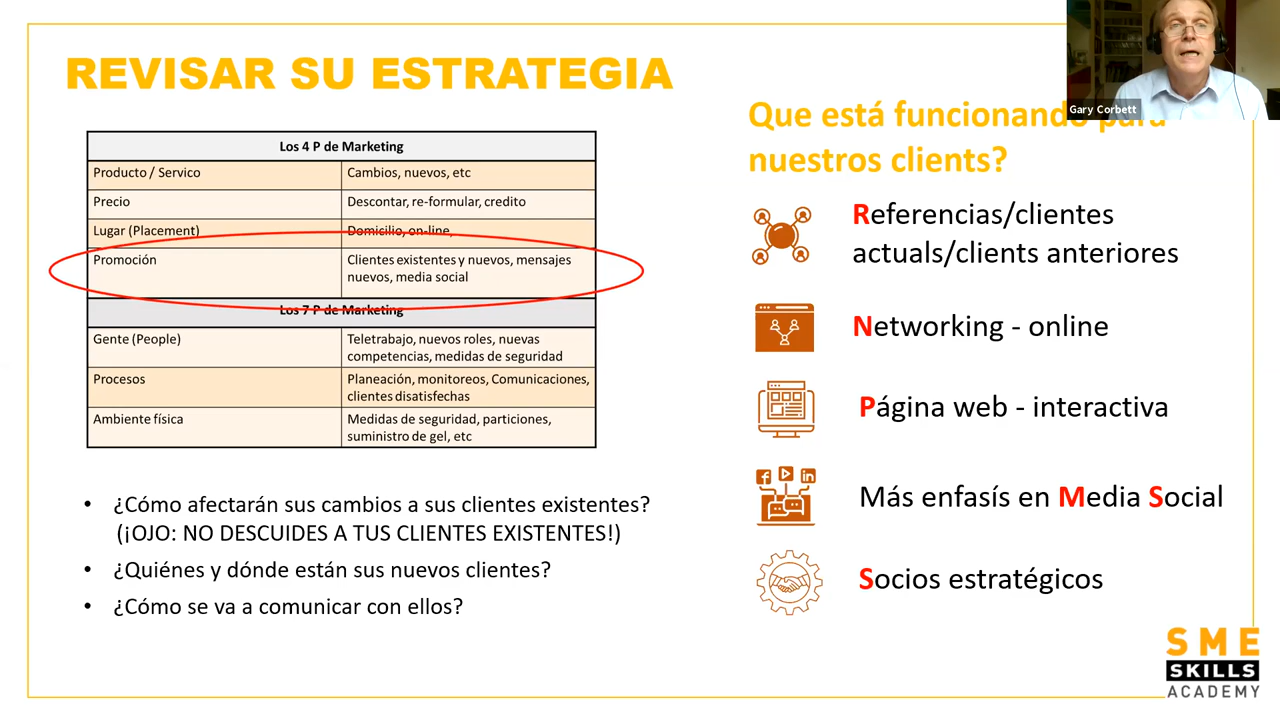 REVISAR SU ESTRATEGIA
Los 4 P de Marketing
Producto / Servico
Cambios, nuevos, etc
Precio
Descontar, re-formular, credito
Lugar (Placement)
Domicilio, on-line,
Promoción
Clientes existentes y nuevos, mensajes
nuevos, media social
Los 7 P de Marketing
Gente (People)
Teletrabajo, nuevos roles, nuevas
competencias, medidas de seguridad
Procesos
Planeación, monitoreos, Comunicaciones,
clientes disatisfechas
Ambiente física
Medidas de seguridad, particiones,
suministro de gel, etc
• ¿Cómo afectarán sus cambios a sus clientes existentes?
(¡OJO: NO DESCUIDES A TUS CLIENTES EXISTENTES!)
• ¿Quiénes y dónde están sus nuevos clientes?
• ¿Cómo se va a comunicar con ellos?
Gary Corbett
Que está funcionando para
nuestros clients?
Referencias/clientes
actuals/clients anteriores
Networking - online
Página web - interactiva
Más enfasís en Media Social
Socios estratégicos
SME
SKILLS
ACADEMY